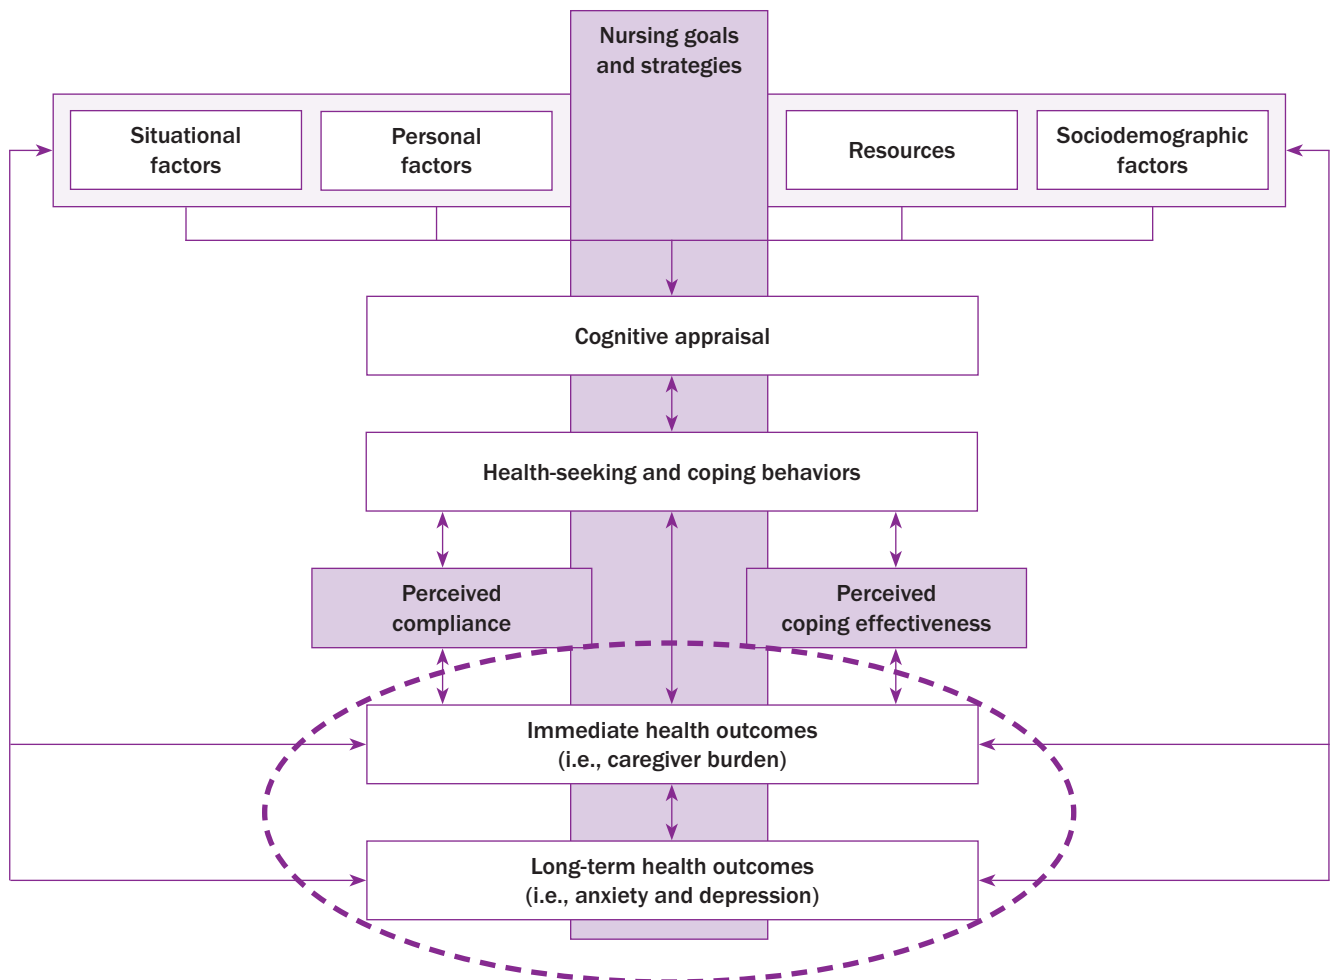 Nursing goals
and strategies
Situational
factors
Personal
factors
Resources
Sociodemographic
factors
Cognitive appraisal
Health-seeking and coping behaviors
Perceived
compliance
Perceived
coping effectiveness
Immediate health outcomes
(i.e., caregiver burden)
Long-term health outcomes
(i.e., anxiety and depression)